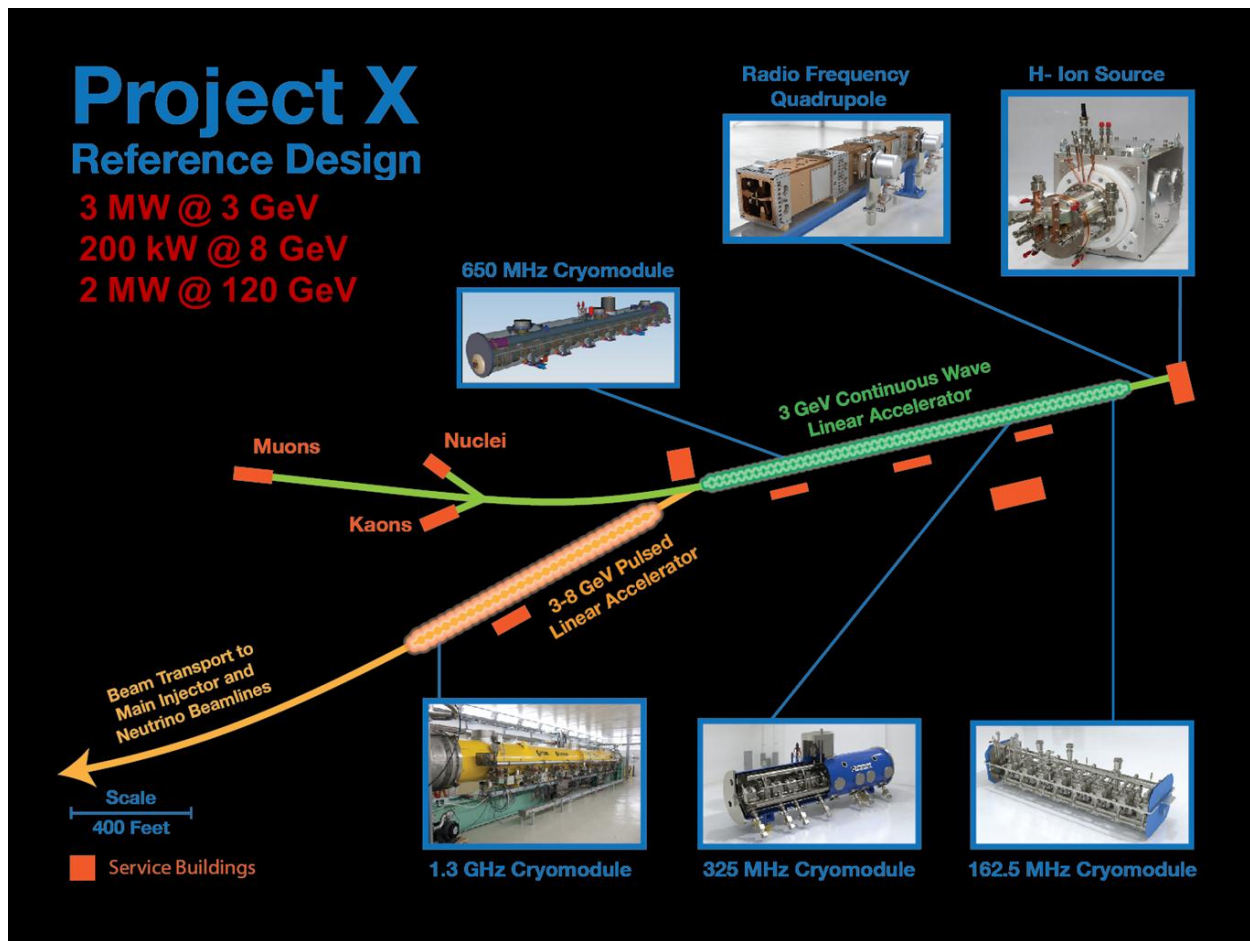 Project X
Reference Design
3 MW @ 3 GeV
200 kW @ 8 GeV
2 MW @ 120 GeV
Radio Frequency
Quadrupole
H- Ion Source
650 MHz Cryomodule
3 GeV Continuous Wave
Linear Accelerator
Muons
Nuclei
Kaons
3-8 GeV Pulsed
Linear Accelerator
Beam Transport to
Main Injector and
Neutrino Beamlines
Scale
400 Feet
Service Buildings
1.3 GHz Cryomodule
325 MHz Cryomodule
162.5 MHz Cryomodule